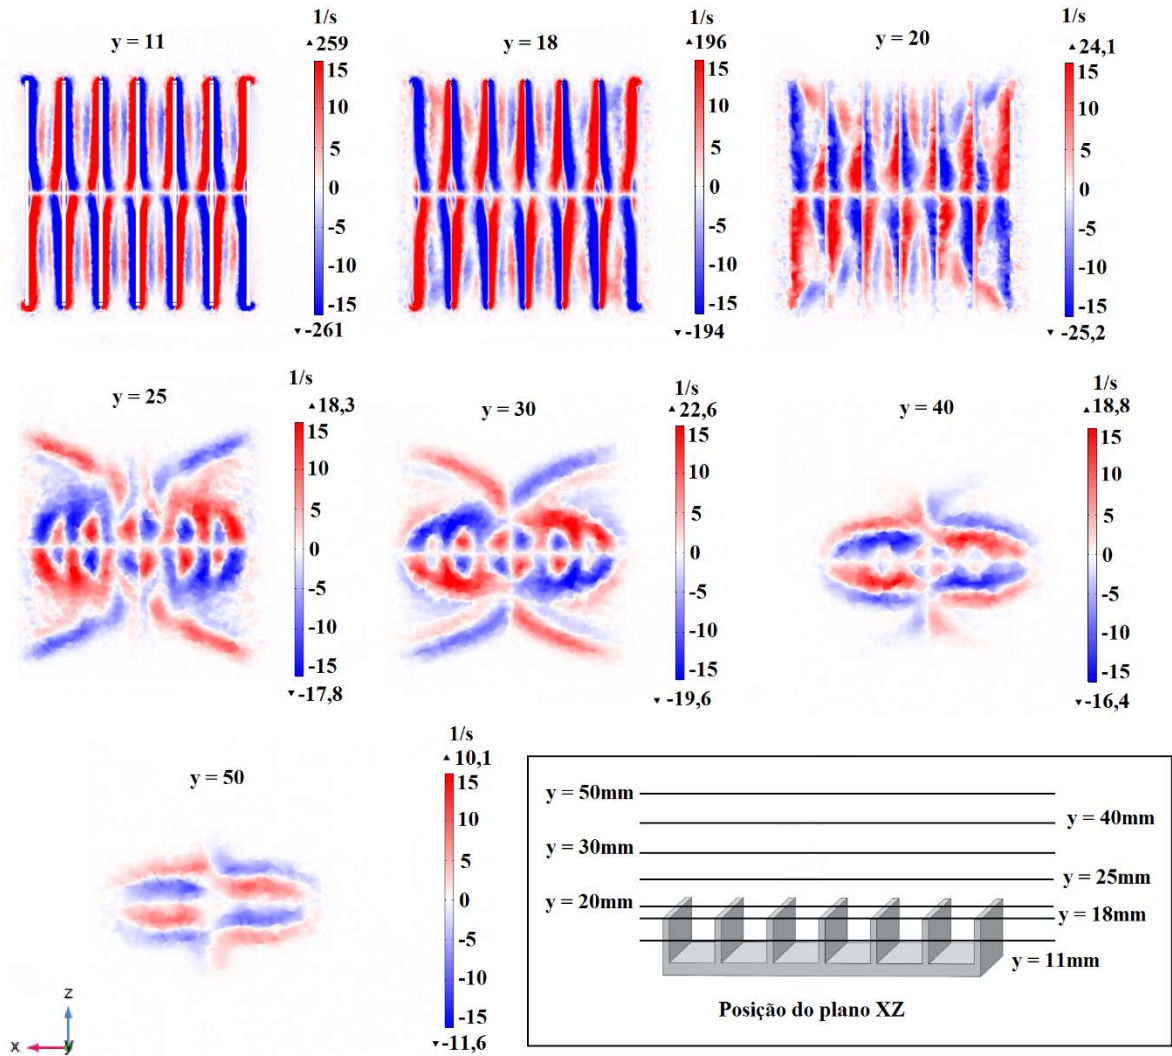 1/s
y = 11
▲259
15
10
5
0
-5
-10
-15
▼-261
1/s
y = 18
▲196
15
10
5
0
-5
-10
-15
▼-194
1/s
y = 20
▲24,1
15
10
5
0
-5
-10
-15
▼-25,2
1/s
y = 25
▲18,3
15
10
5
0
-5
-10
-15
▼-17,8
1/s
y = 30
▲22,6
15
10
5
0
-5
-10
-15
▼-19,6
1/s
y = 40
▲18,8
15
10
5
0
-5
-10
-15
▼-16,4
1/s
y = 50
▲10,1
15
10
5
0
-5
-10
-15
▼-11,6
z
x
y
y = 50mm
y = 40mm
y = 30mm
y = 25mm
y = 20mm
y = 18mm
y = 11mm
Posição do plano XZ